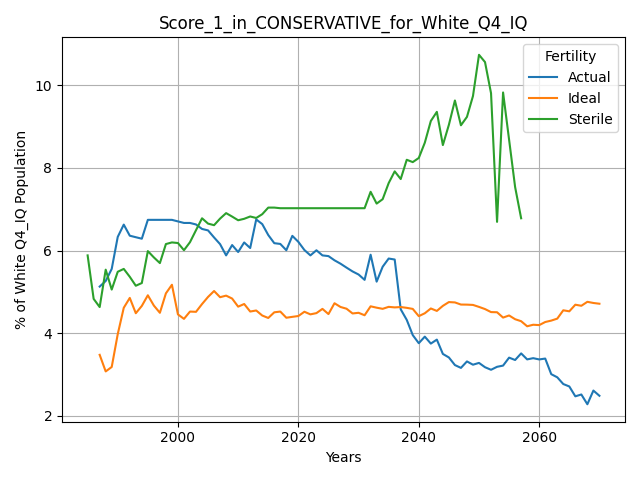 Score_1_in_CONSERVATIVE_for_White_Q4_IQ
% of White Q4_IQ Population
10
8
6
4
2
Fertility
Actual
Ideal
Sterile
2000
2020
2040
2060
Years